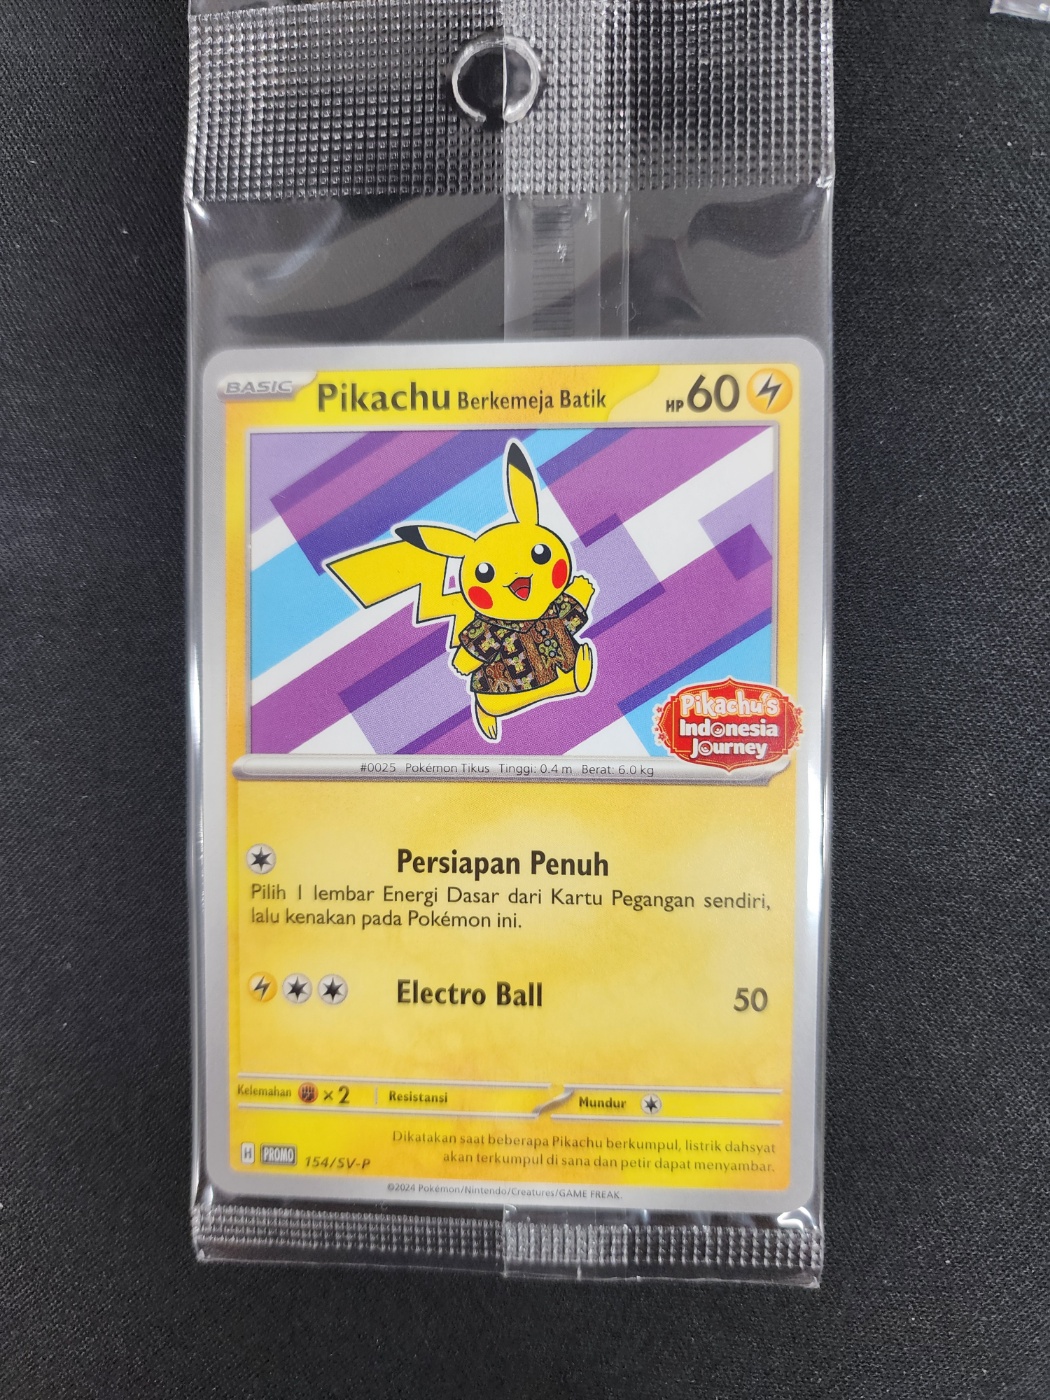 BASIC Pikachu Berkemeja Batik HP 60
Pikachu's
Indonesia
Journey
#0025 Pokémon Tikus Tinggi: 0.4 m Berat: 6.0 kg
Persiapan Penuh
Pilih 1 lembar Energi Dasar dari Kartu Pegangan sendiri,
lalu kenakan pada Pokémon ini.
Electro Ball 50
Kelemahan ×2 Resistansi Mundur
Dikatakan saat beberapa Pikachu berkumpul, listrik dahsyat
akan terkumpul di sana dan petir dapat menyambar.
H PROMO 154/SV-P
©2024 Pokémon/Nintendo/Creatures/GAME FREAK.